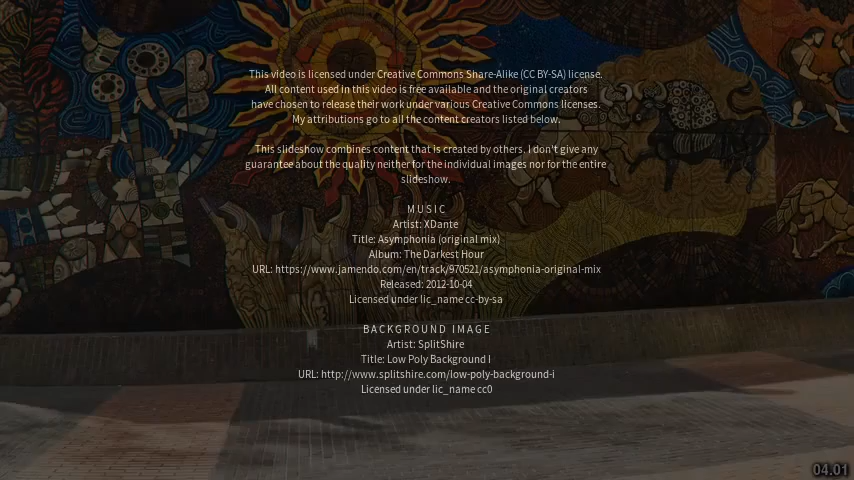 This video is licensed under Creative Commons Share-Alike (CC BY-SA) license.
All content used in this video is free available and the original creators
have chosen to release their work under various Creative Commons licenses.
My attributions go to all the content creators listed below.
This slideshow combines content that is created by others. I don't give any
guarantee about the quality neither for the individual images nor for the entire
slideshow.
MUSIC
Artist: XDante
Title: Asymphonia (original mix)
Album: The Darkest Hour
URL: https://www.jamendo.com/en/track/970521/asymphonia-original-mix
Released: 2012-10-04
Licensed under lic_name cc-by-sa
BACKGROUND IMAGE
Artist: SplitShire
Title: Low Poly Background I
URL: http://www.splitshire.com/low-poly-background-i
Licensed under lic_name cc0
04.01